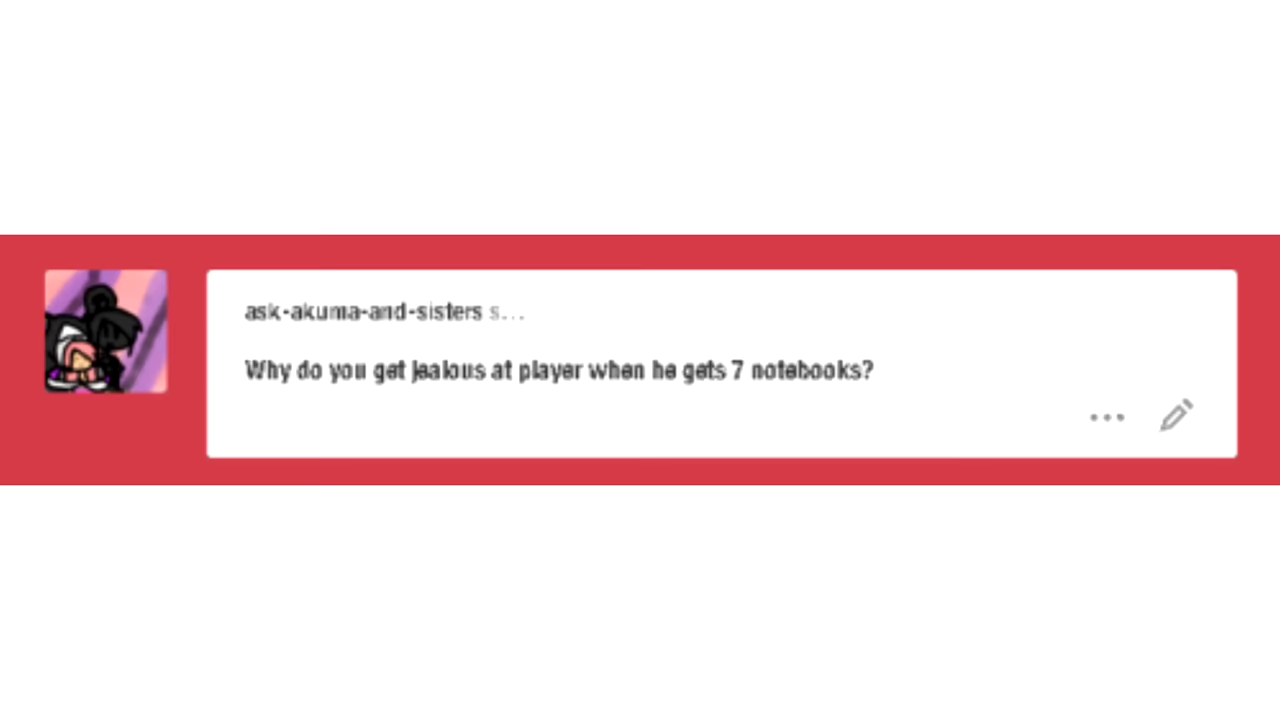 ask-akuma-and-sisters s...
Why do you get jealous at player when he gets 7 notebooks?